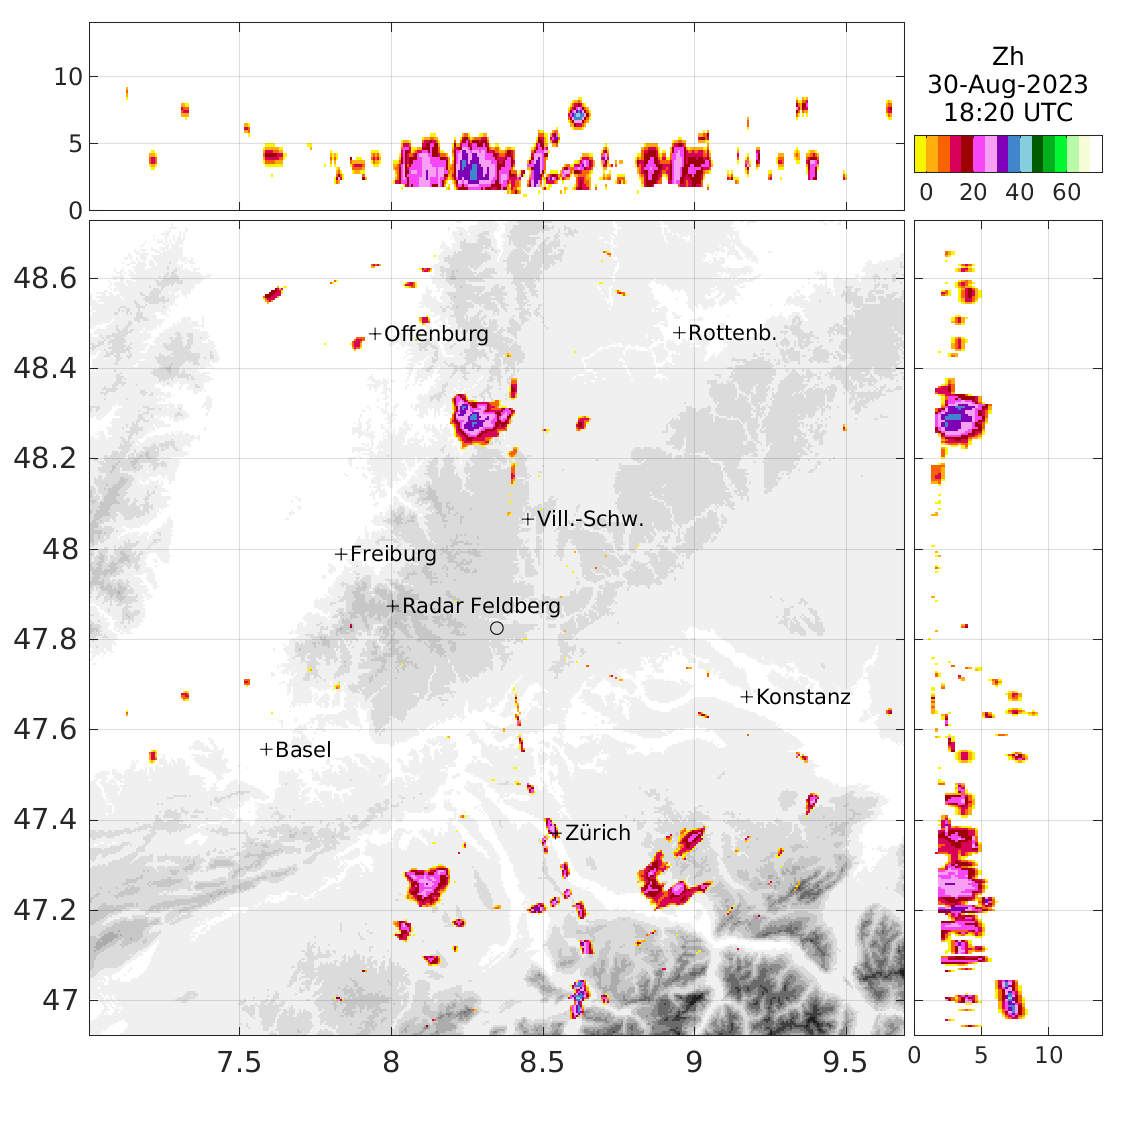 Zh
30-Aug-2023
18:20 UTC
10
5
0
0 20 40 60
48.6
48.4
48.2
48
47.8
47.6
47.4
47.2
47
+Offenburg
+Rottenb.
+Vill.-Schw.
+Freiburg
+Radar Feldberg
+Konstanz
+Basel
+Zürich
7.5 8 8.5 9 9.5
0 5 10